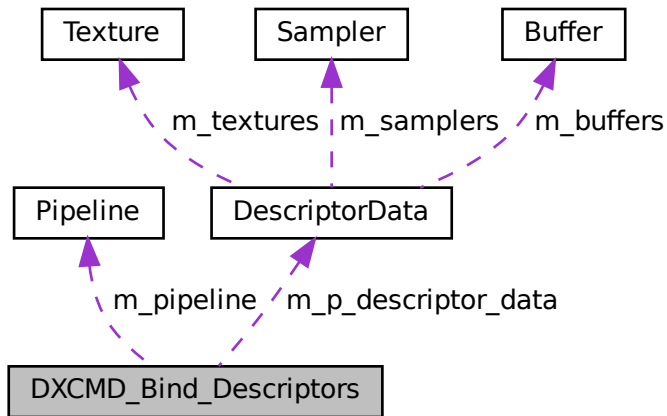 Texture
Sampler
Buffer
m_textures
m_samplers
m_buffers
Pipeline
DescriptorData
m_pipeline
m_p_descriptor_data
DXCMD_Bind_Descriptors